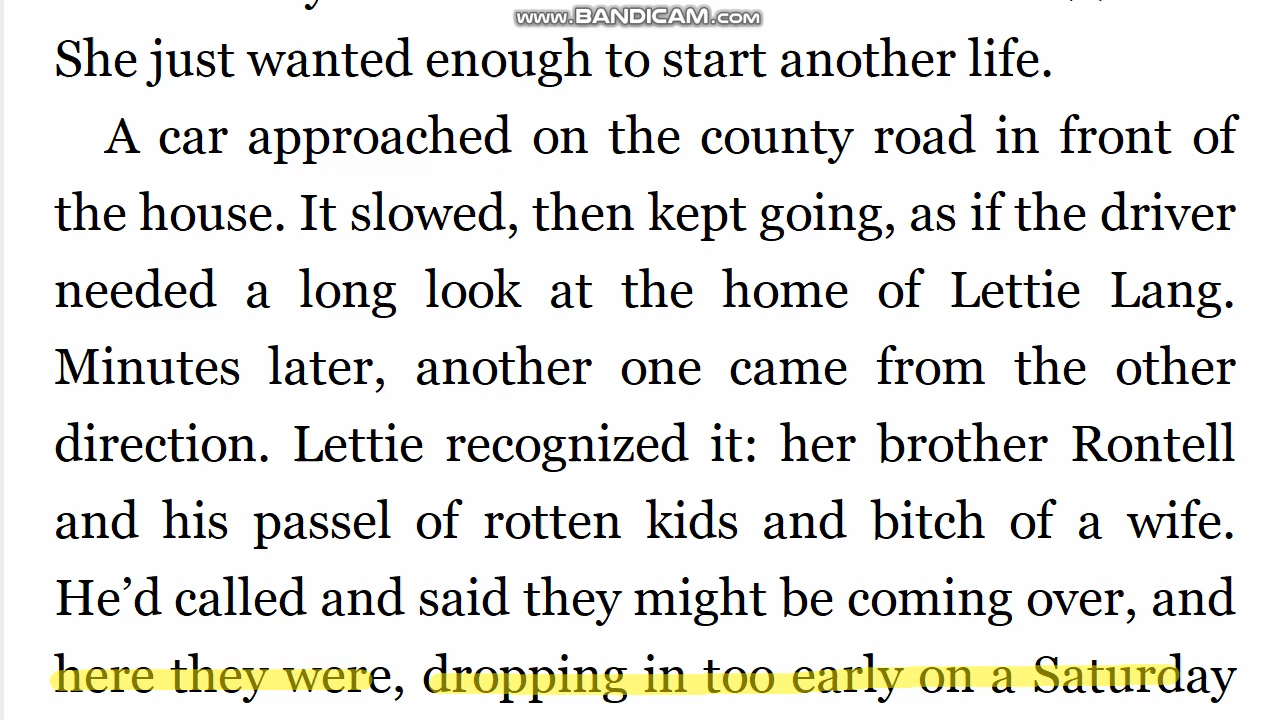 www.BANDICAM.com
She just wanted enough to start another life.
A car approached on the county road in front of
the house. It slowed, then kept going, as if the driver
needed a long look at the home of Lettie Lang.
Minutes later, another one came from the other
direction. Lettie recognized it: her brother Rontell
and his passel of rotten kids and bitch of a wife.
He’d called and said they might be coming over, and
here they were, dropping in too early on a Saturday